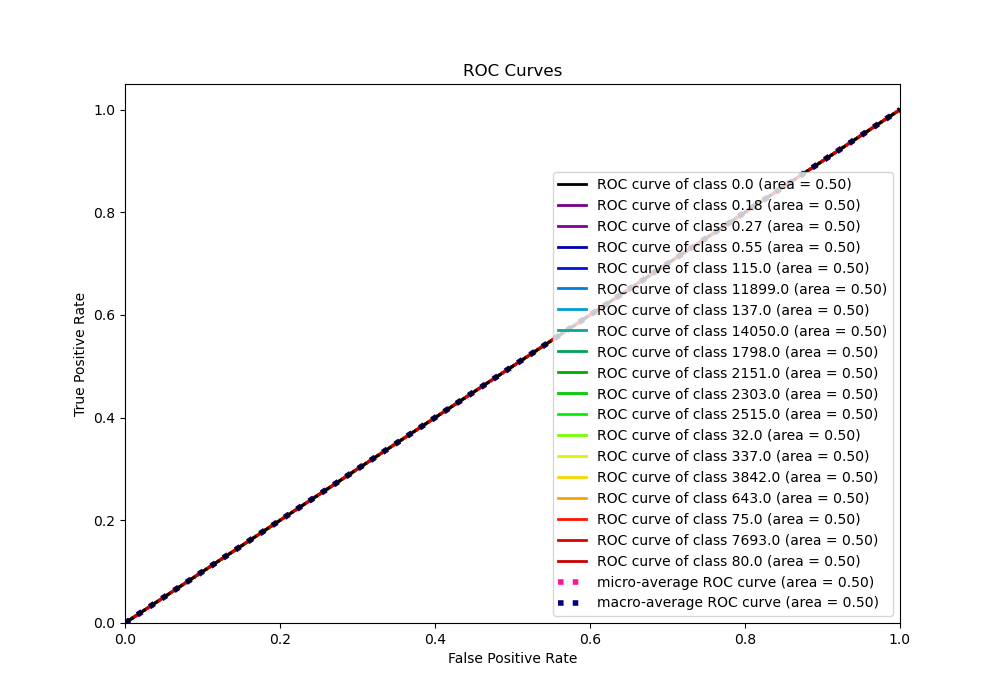 ROC Curves
1.0
0.8
0.6
0.4
0.2
0.0
True Positive Rate
ROC curve of class 0.0 (area = 0.50)
ROC curve of class 0.18 (area = 0.50)
ROC curve of class 0.27 (area = 0.50)
ROC curve of class 0.55 (area = 0.50)
ROC curve of class 115.0 (area = 0.50)
ROC curve of class 11899.0 (area = 0.50)
ROC curve of class 137.0 (area = 0.50)
ROC curve of class 14050.0 (area = 0.50)
ROC curve of class 1798.0 (area = 0.50)
ROC curve of class 2151.0 (area = 0.50)
ROC curve of class 2303.0 (area = 0.50)
ROC curve of class 2515.0 (area = 0.50)
ROC curve of class 32.0 (area = 0.50)
ROC curve of class 337.0 (area = 0.50)
ROC curve of class 3842.0 (area = 0.50)
ROC curve of class 643.0 (area = 0.50)
ROC curve of class 75.0 (area = 0.50)
ROC curve of class 7693.0 (area = 0.50)
ROC curve of class 80.0 (area = 0.50)
micro-average ROC curve (area = 0.50)
macro-average ROC curve (area = 0.50)
0.0 0.2 0.4 0.6 0.8 1.0
False Positive Rate